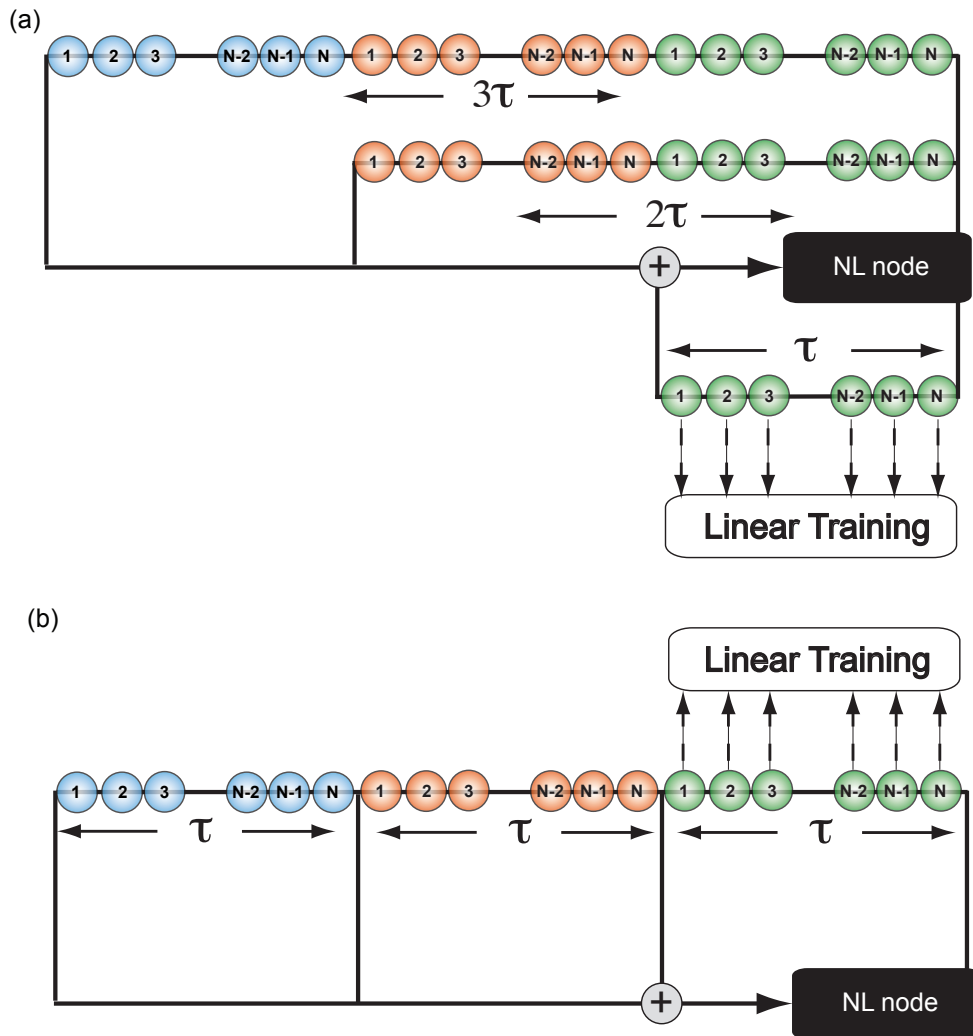 (a)
1 2 3 N-2 N-1 N 1 2 3 N-2 N-1 N 1 2 3 N-2 N-1 N
3τ
1 2 3 N-2 N-1 N 1 2 3 N-2 N-1 N
2τ
+ NL node
τ
1 2 3 N-2 N-1 N
Linear Training
(b)
Linear Training
1 2 3 N-2 N-1 N 1 2 3 N-2 N-1 N 1 2 3 N-2 N-1 N
τ τ τ
+ NL node